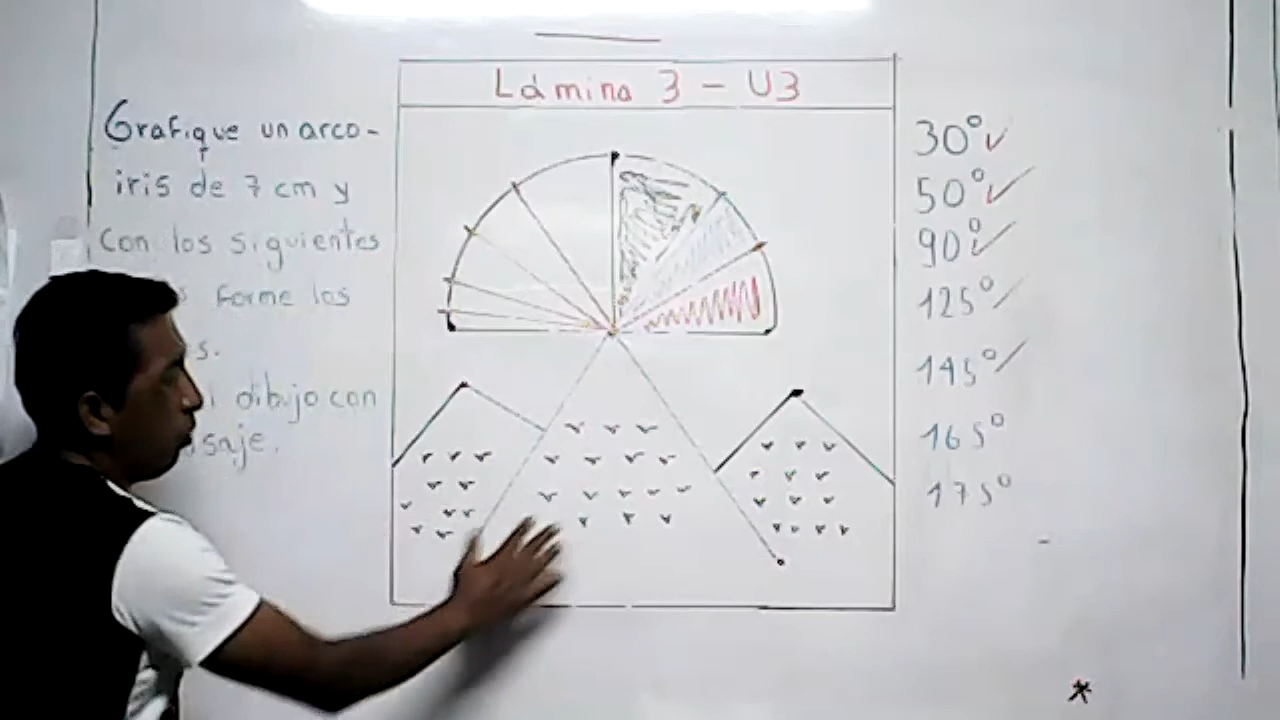 Lámina 3 - U3
Grafique un arco-
iris de 7 cm y
con los siguientes
forme los
dibujo con
30°
50°
90°
125°
145°
165°
175°